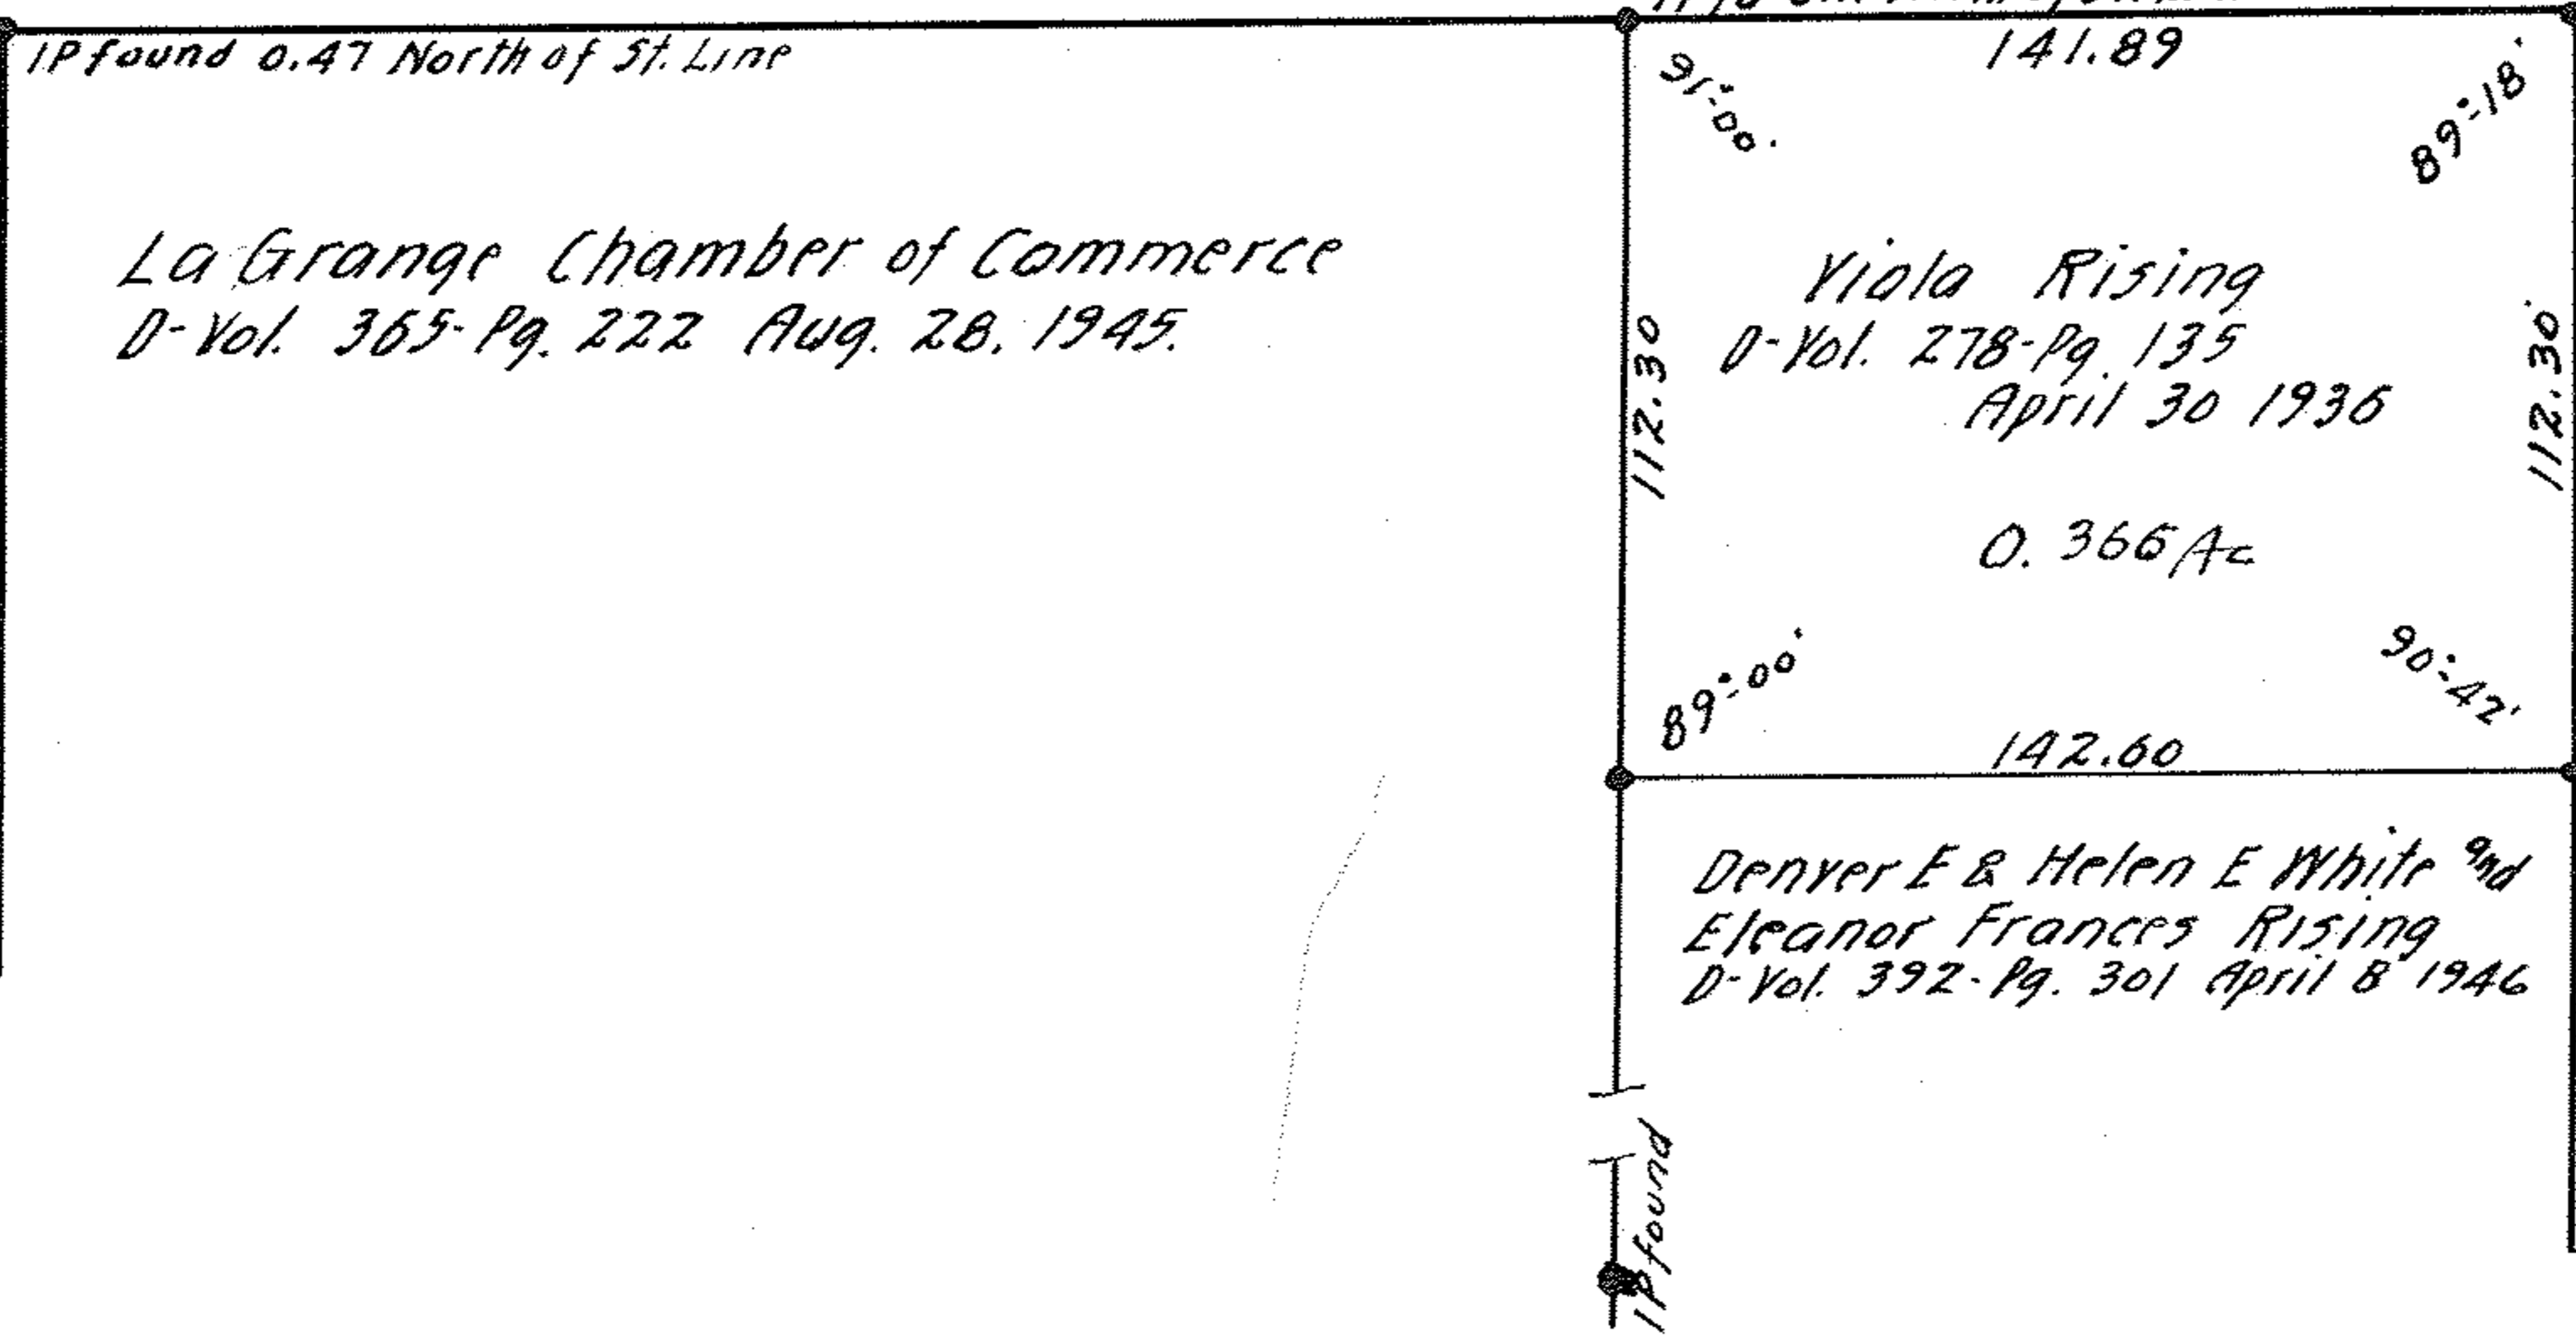 IP found 0.47 North of St. Line
141.89
91°-00'
89°-18'
La Grange Chamber of Commerce
D-Vol. 365-Pg. 222 Aug. 28, 1945.
Viola Rising
D-Vol. 278-Pg. 135
April 30 1936
112.30
112.30
0.366 Ac
89°-00'
90°-42'
142.60
Denver E & Helen E White and
Eleanor Frances Rising
D-Vol. 392-Pg. 301 April 8 1946
IP found